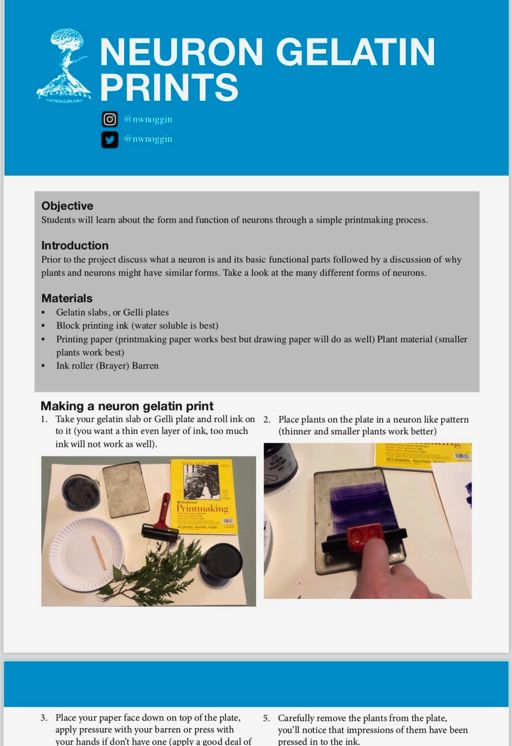 NEURON GELATIN
PRINTS
@nwnoggin
@nwnoggin
Objective
Students will learn about the form and function of neurons through a simple printmaking process.
Introduction
Prior to the project discuss what a neuron is and its basic functional parts followed by a discussion of why
plants and neurons might have similar forms. Take a look at the many different forms of neurons.
Materials
• Gelatin slabs, or Gelli plates
• Block printing ink (water soluble is best)
• Printing paper (printmaking paper works best but drawing paper will do as well) Plant material (smaller
plants work best)
• Ink roller (Brayer) Barren
Making a neuron gelatin print
1. Take your gelatin slab or Gelli plate and roll ink on
to it (you want a thin even layer of ink, too much
ink will not work as well).
2. Place plants on the plate in a neuron like pattern
(thinner and smaller plants work better)
Printmaking
3. Place your paper face down on top of the plate,
apply pressure with your barren or press with
your hands if don't have one (apply a good deal of
5. Carefully remove the plants from the plate,
you'll notice that impressions of them have been
pressed in to the ink.